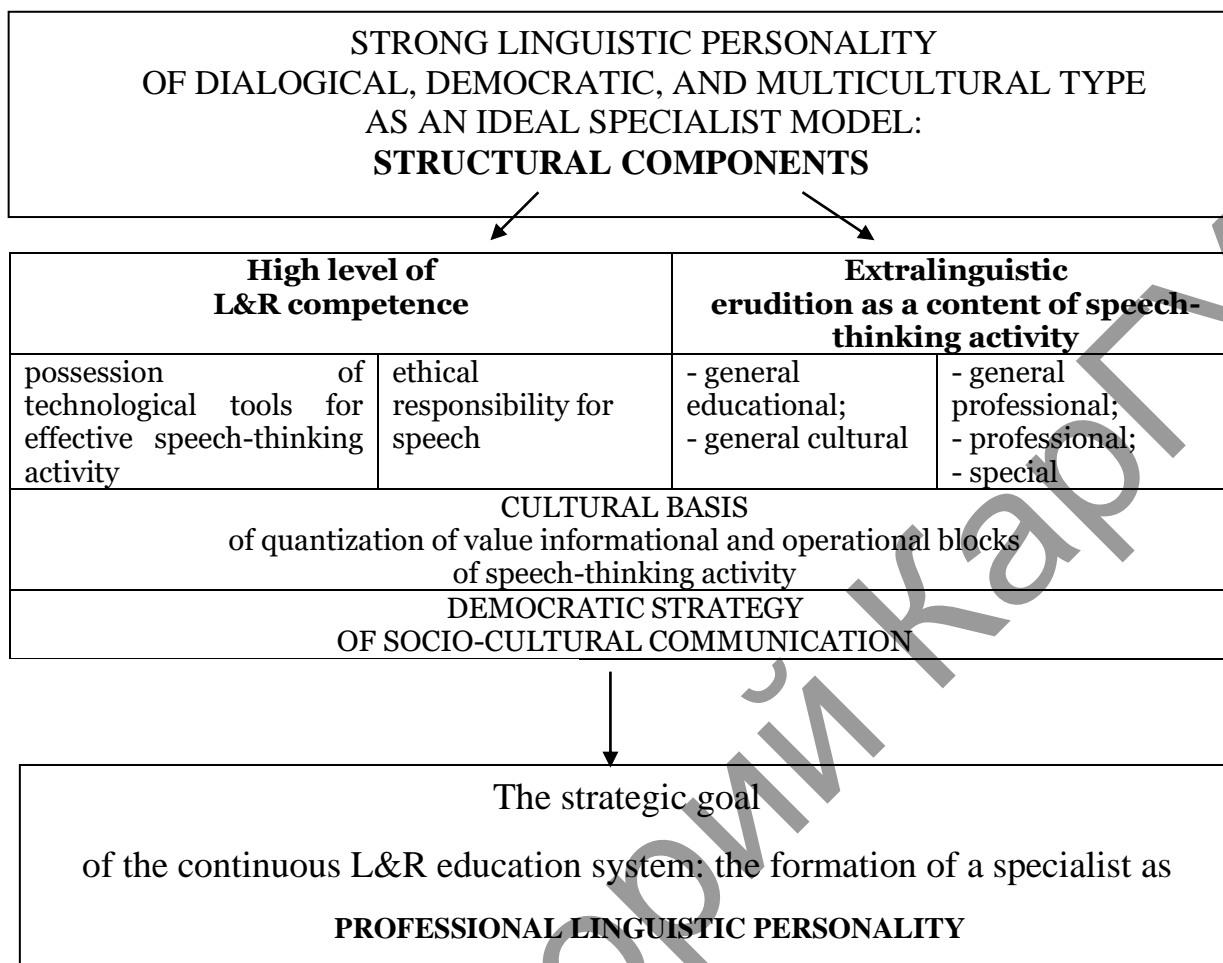 STRONG LINGUISTIC PERSONALITY
OF DIALOGICAL, DEMOCRATIC, AND MULTICULTURAL TYPE
AS AN IDEAL SPECIALIST MODEL:
STRUCTURAL COMPONENTS
High level of
L&R competence
Extralinguistic
erudition as a content of speech-
thinking activity
possession of
technological tools for
effective speech-thinking
activity
ethical
responsibility for
speech
- general
educational;
- general cultural
- general
professional;
- professional;
- special
CULTURAL BASIS
of quantization of value informational and operational blocks
of speech-thinking activity
DEMOCRATIC STRATEGY
OF SOCIO-CULTURAL COMMUNICATION
The strategic goal
of the continuous L&R education system: the formation of a specialist as
PROFESSIONAL LINGUISTIC PERSONALITY